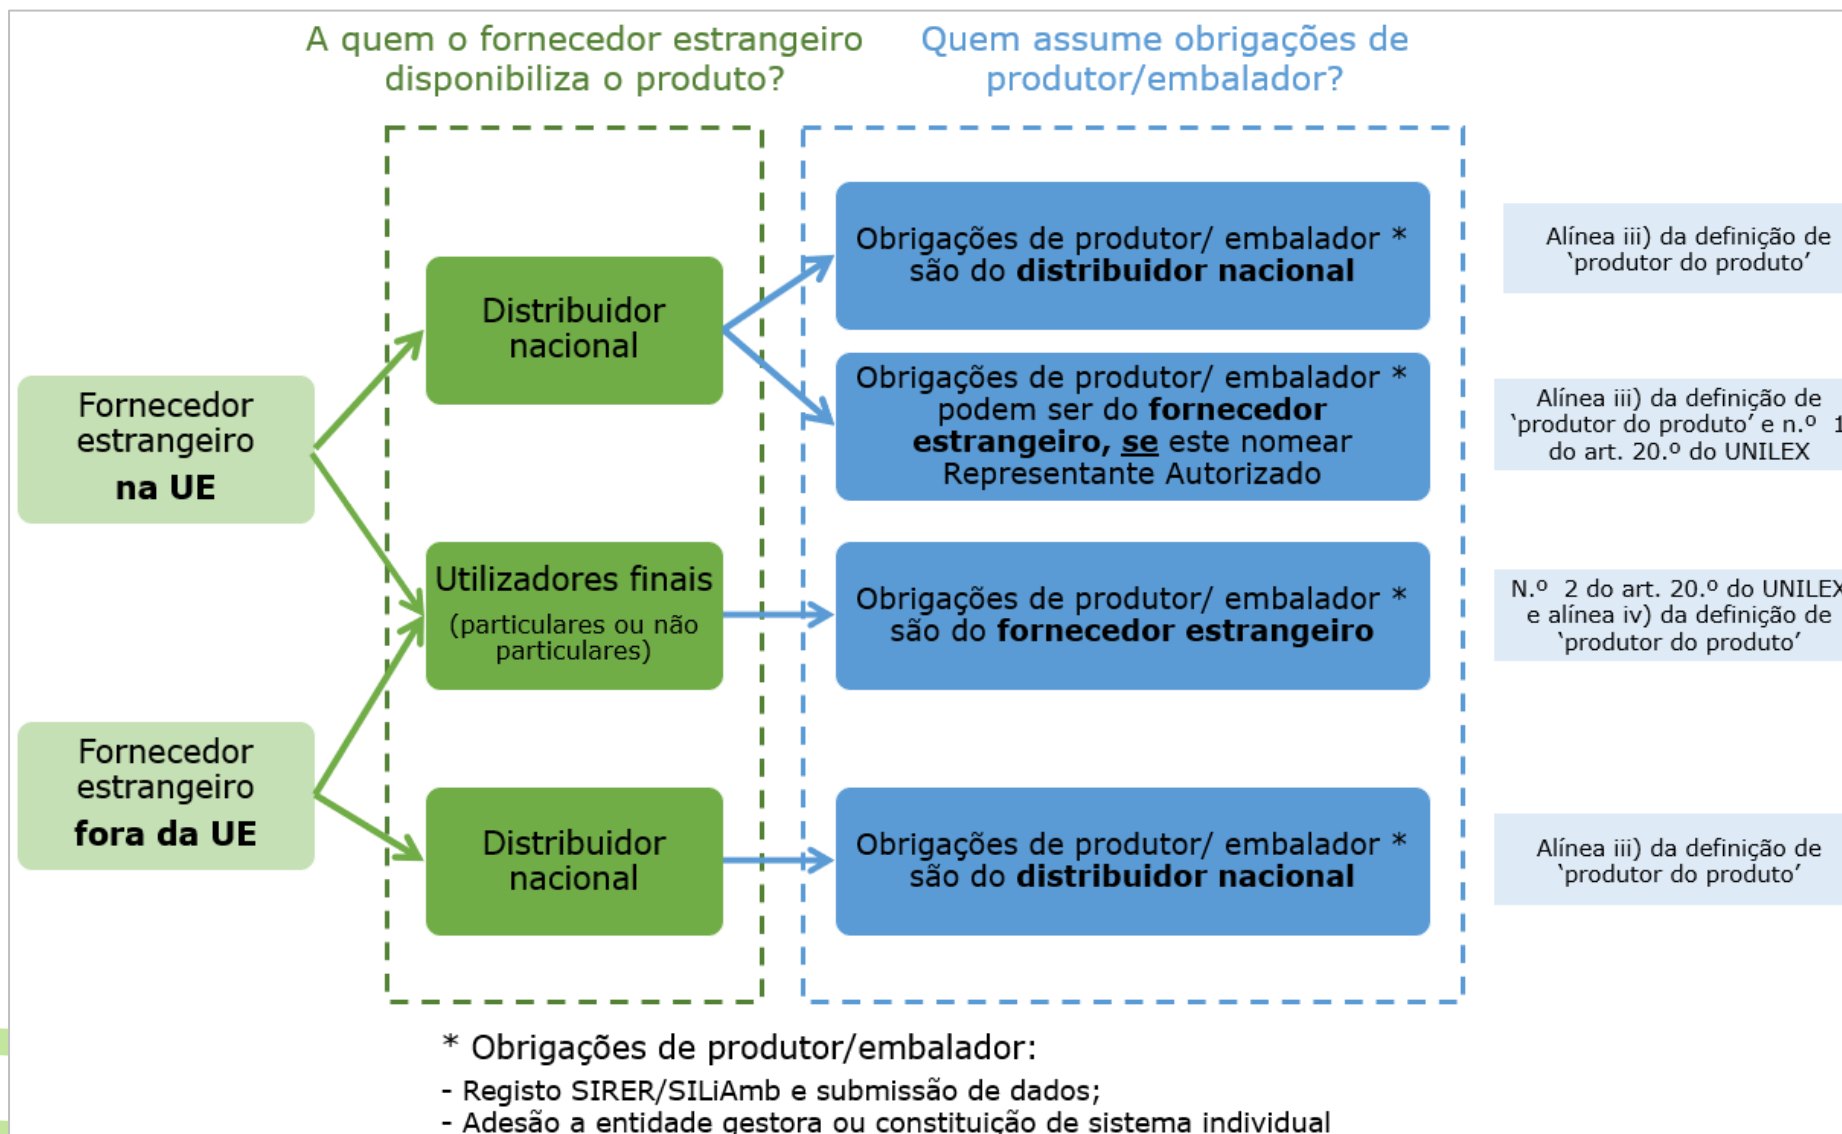 A quem o fornecedor estrangeiro
disponibiliza o produto?
Quem assume obrigações de
produtor/embalador?
Fornecedor
estrangeiro
na UE
Distribuidor
nacional
Obrigações de produtor/ embalador *
são do distribuidor nacional
Alínea iii) da definição de
‘produtor do produto’
Obrigações de produtor/ embalador *
podem ser do fornecedor
estrangeiro, se este nomear
Representante Autorizado
Alínea iii) da definição de
‘produtor do produto’ e n.º 1
do art. 20.º do UNILEX
Utilizadores finais
(particulares ou não
particulares)
Obrigações de produtor/ embalador *
são do fornecedor estrangeiro
N.º 2 do art. 20.º do UNILEX
e alínea iv) da definição de
‘produtor do produto’
Fornecedor
estrangeiro
fora da UE
Distribuidor
nacional
Obrigações de produtor/ embalador *
são do distribuidor nacional
Alínea iii) da definição de
‘produtor do produto’
* Obrigações de produtor/embalador:
- Registo SIRER/SILiAmb e submissão de dados;
- Adesão a entidade gestora ou constituição de sistema individual